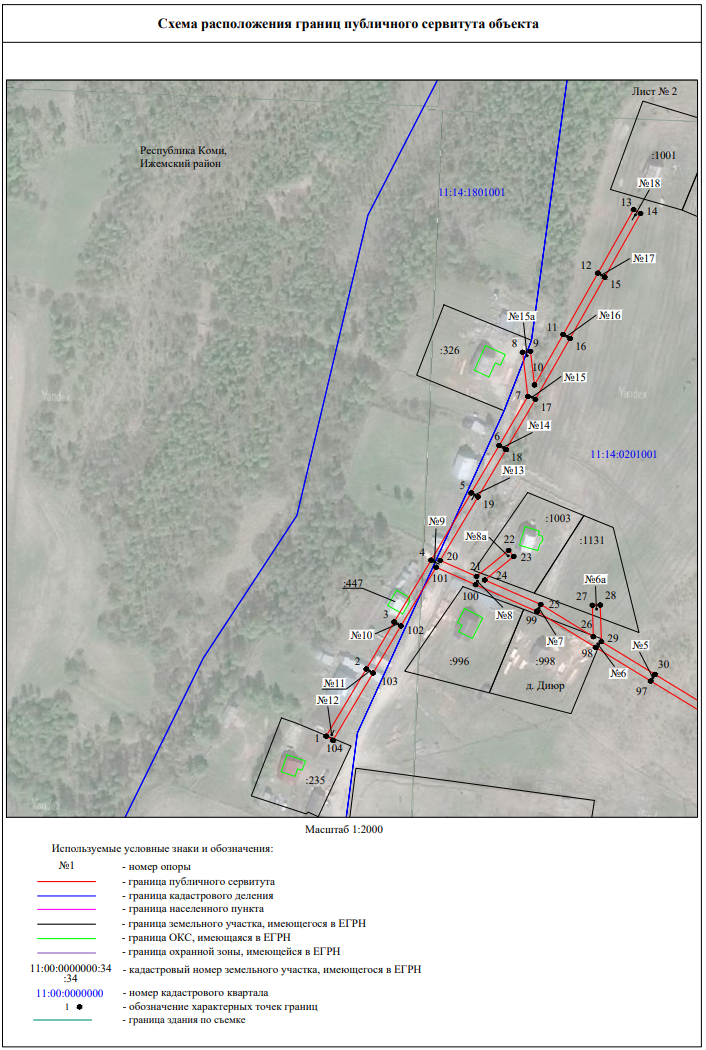 Схема расположения границ публичного сервитута объекта
Лист № 2
Республика Коми,
Ижемский район
:1001
11:14:1801001
№18
13
14
12
№17
15
11
№16
16
№15а
8
9
:326
10
№15
7
17
Yandex
Yandex
6
№14
18
11:14:0201001
5
№13
19
№9
:1003
№8а
:1131
22
4
20
23
101
21
24
№6а
:447
100
27
28
25
№8
3
99
№10
102
26
№7
29
№5
98
2
:996
:998
№6
30
№11
103
д. Диюр
97
№12
1
104
:235
Yandex
Масштаб 1:2000
Используемые условные знаки и обозначения:
№1 - номер опоры
- граница публичного сервитута
- граница кадастрового деления
- граница населенного пункта
- граница земельного участка, имеющегося в ЕГРН
- граница ОКС, имеющаяся в ЕГРН
- граница охранной зоны, имеющейся в ЕГРН
11:00:0000000:34
:34 - кадастровый номер земельного участка, имеющегося в ЕГРН
11:00:0000000 - номер кадастрового квартала
1 - обозначение характерных точек границ
- граница здания по съемке